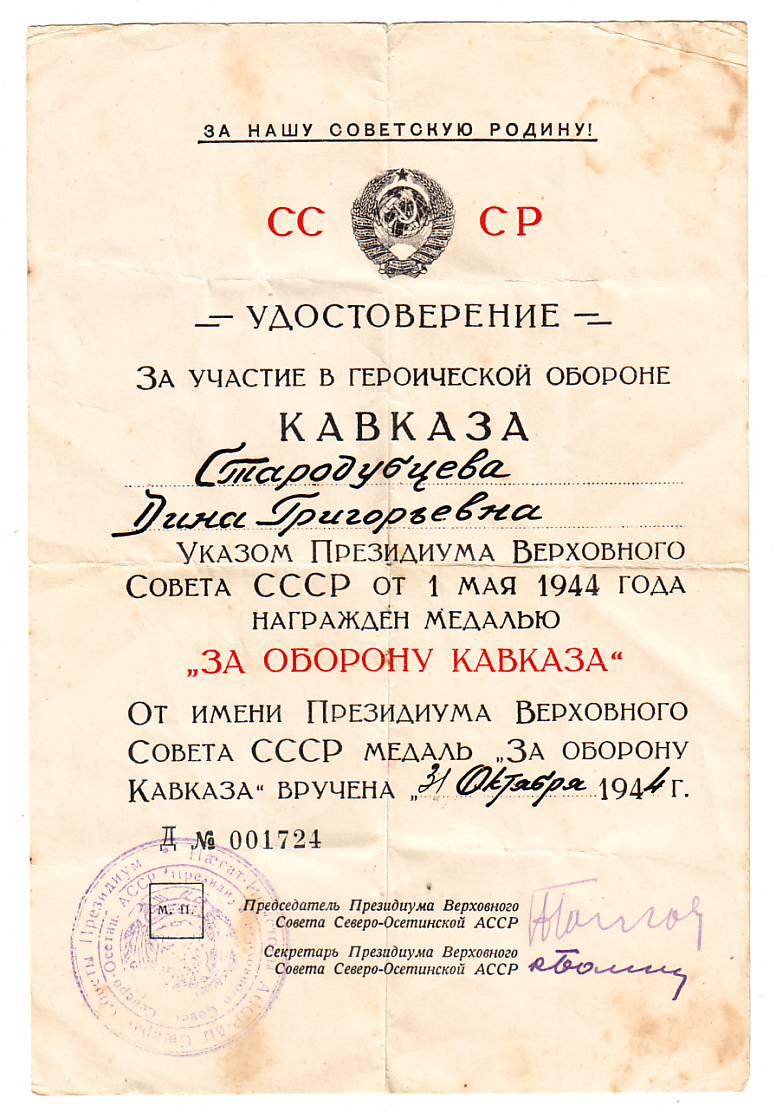 ЗА НАШУ СОВЕТСКУЮ РОДИНУ!
СС СР
УДОСТОВЕРЕНИЕ
ЗА УЧАСТИЕ В ГЕРОИЧЕСКОЙ ОБОРОНЕ
КАВКАЗА
Стародубцева
Дина Григорьевна
УКАЗОМ ПРЕЗИДИУМА ВЕРХОВНОГО
СОВЕТА СССР ОТ 1 МАЯ 1944 ГОДА
НАГРАЖДЕН МЕДАЛЬЮ
„ЗА ОБОРОНУ КАВКАЗА“
ОТ ИМЕНИ ПРЕЗИДИУМА ВЕРХОВНОГО
СОВЕТА СССР МЕДАЛЬ „ЗА ОБОРОНУ
КАВКАЗА“ ВРУЧЕНА „31 Октября 1944 Г.
Д № 001724
М. П.
Председатель Президиума Верховного
Совета Северо-Осетинской АССР
Секретарь Президиума Верховного
Совета Северо-Осетинской АССР